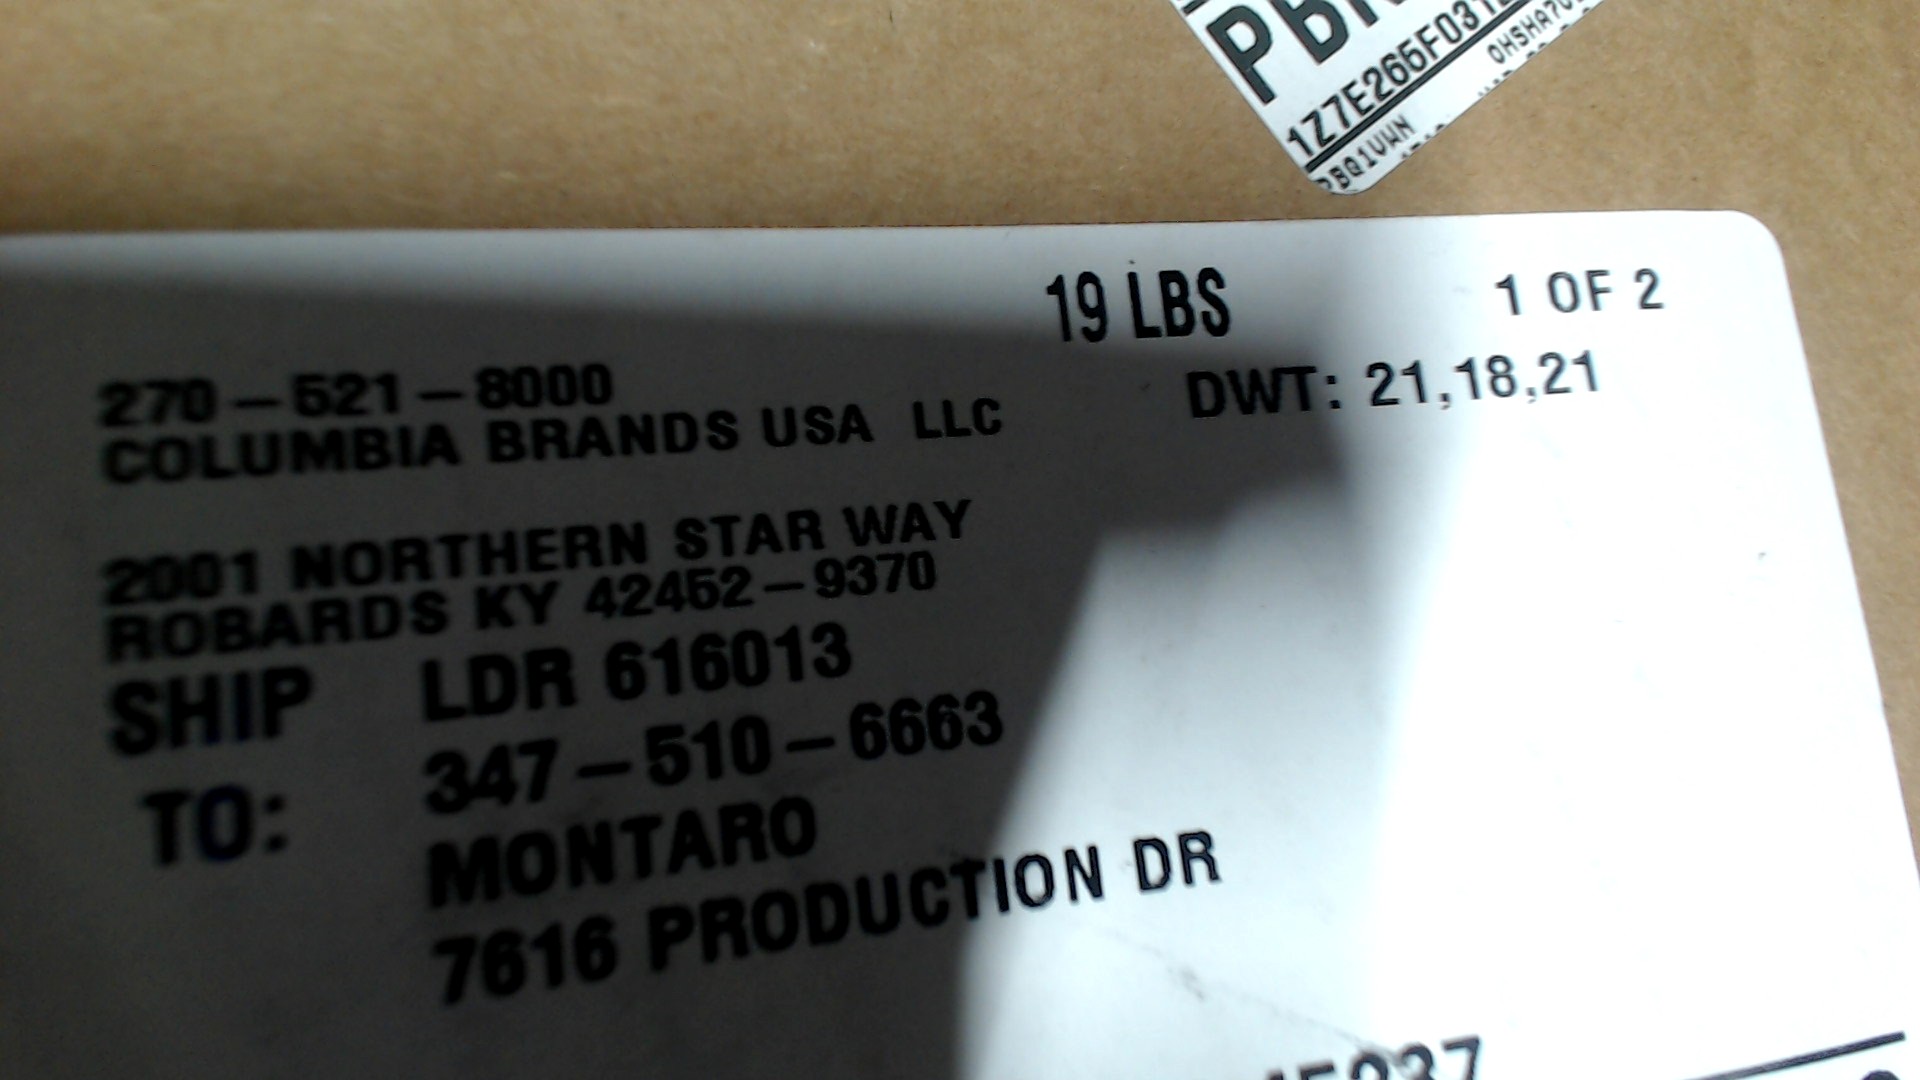 1Z7E265F031
PBQ1UWN
19 LBS
1 OF 2
DWT: 21,18,21
270-521-8000
COLUMBIA BRANDS USA LLC
2001 NORTHERN STAR WAY
ROBARDS KY 42452-9370
SHIP LDR 616013
347-510-6663
TO: MONTARO
7616 PRODUCTION DR